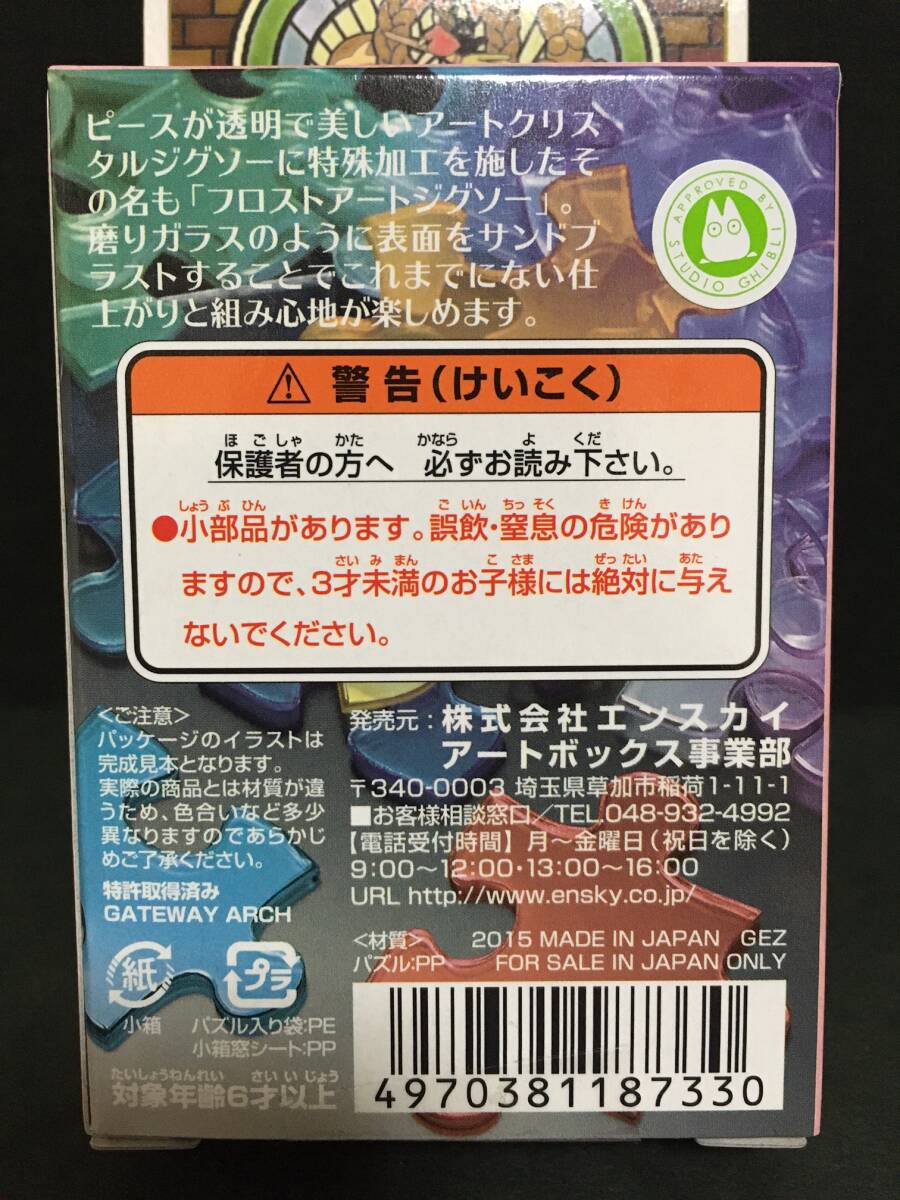 ピースが透明で美しいアートクリス
タルジグソーに特殊加工を施したそ
の名も「フロストアートジグソー」。
磨りガラスのように表面をサンドブ
ラストすることでこれまでにない仕
上がりと組み心地が楽しめます。
APPROVED BY
STUDIO GHIBLI
警告(けいこく)
ほごしゃ かた かなら よ くだ
保護者の方へ 必ずお読み下さい。
しょうぶひん ごいん ちっそく きけん
●小部品があります。誤飲・窒息の危険があり
さいみまん こさま ぜったい あた
ますので、3才未満のお子様には絶対に与え
ないでください。
<ご注意>
パッケージのイラストは
完成見本となります。
実際の商品とは材質が違
うため、色合いなど多少
異なりますのであらかじ
めご了承ください。
特許取得済み
GATEWAY ARCH
発売元:株式会社エンスカイ
アートボックス事業部
〒340-0003 埼玉県草加市稲荷1-11-1
■お客様相談窓口/TEL.048-932-4992
【電話受付時間】月~金曜日(祝日を除く)
9:00~12:00・13:00~16:00
URL http://www.ensky.co.jp/
<材質> 2015 MADE IN JAPAN GEZ
パズル:PP FOR SALE IN JAPAN ONLY
紙 プラ
小箱 パズル入り袋:PE
小箱窓シート:PP
たいしょうねんれい さいいじょう
対象年齢6才以上
4970381187330